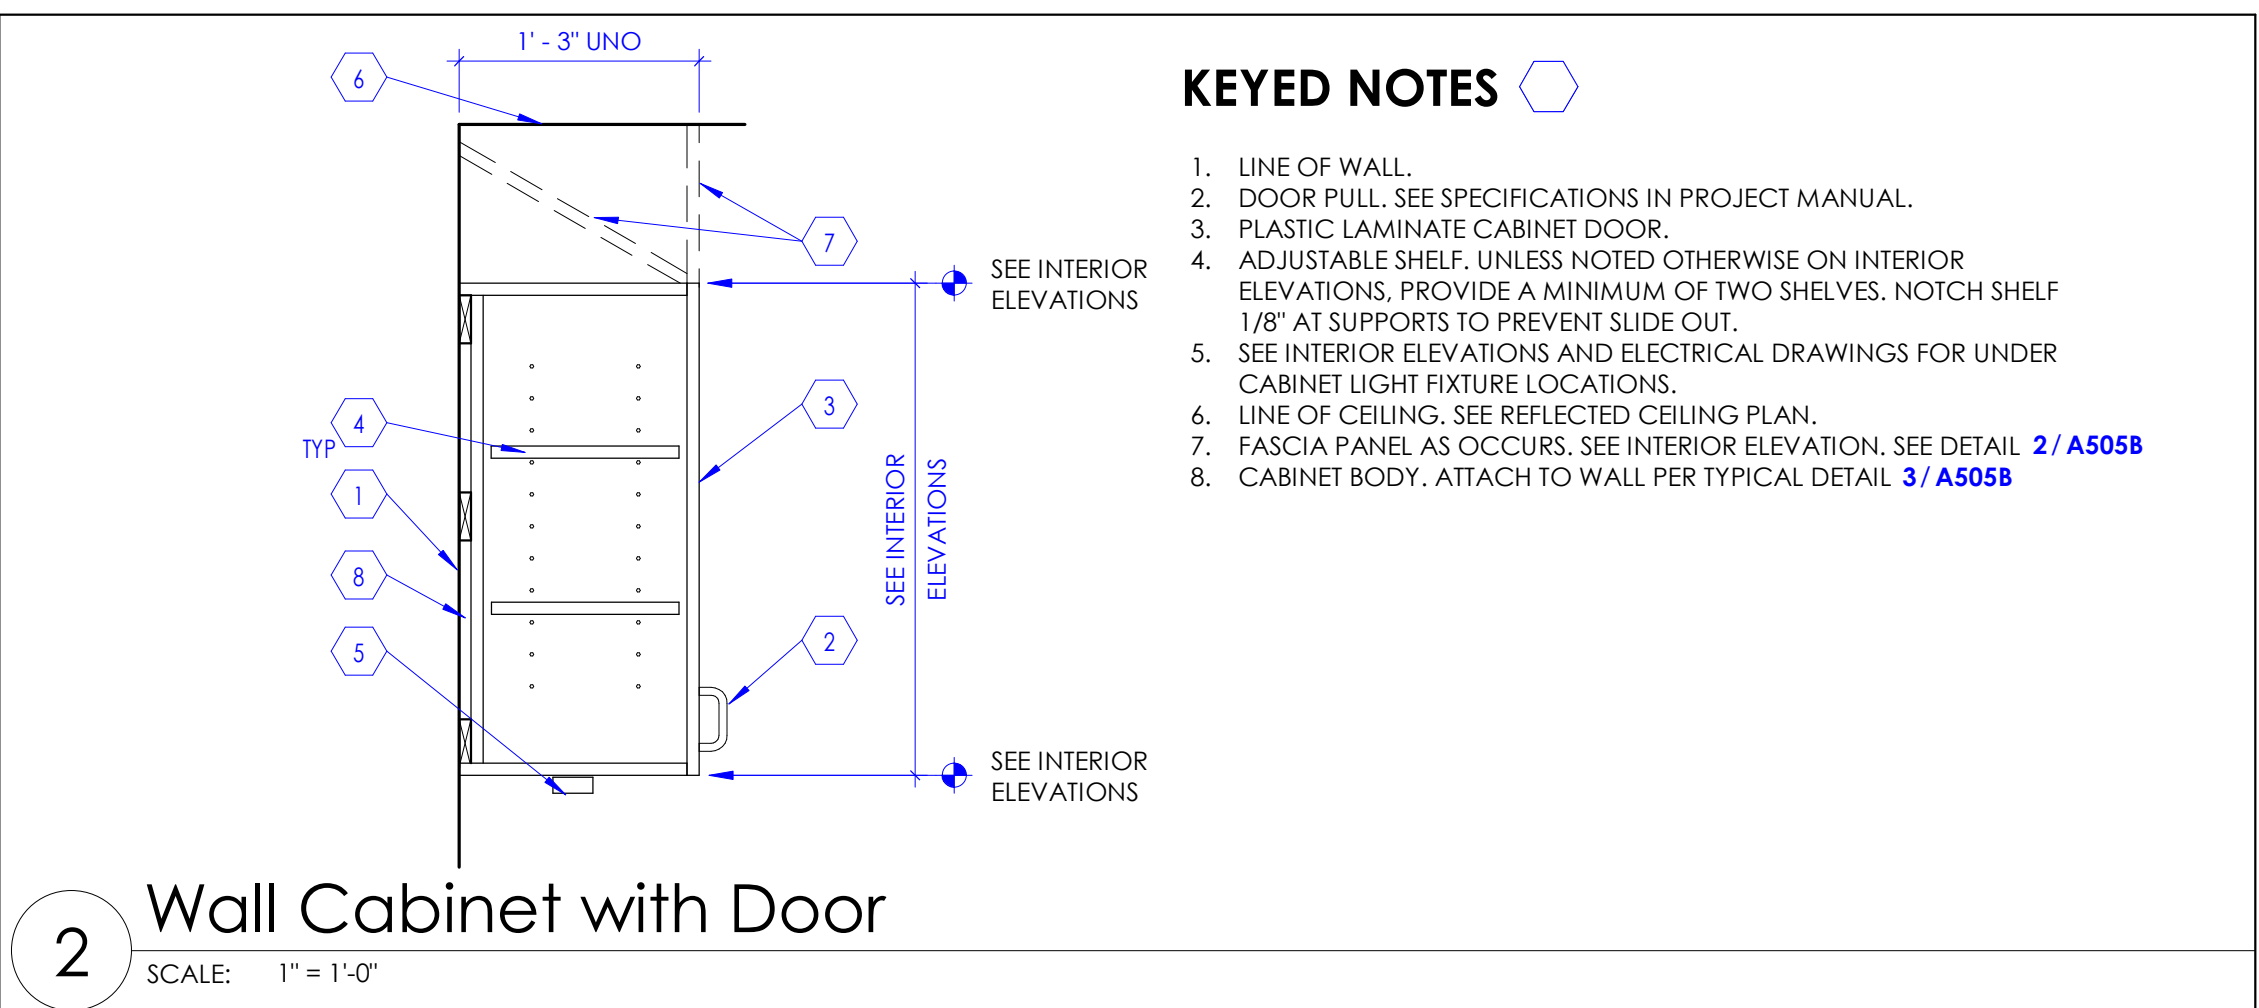 1' - 3" UNO
6
7
SEE INTERIOR
ELEVATIONS
3
4
TYP
1
8
5
2
SEE INTERIOR
ELEVATIONS
SEE INTERIOR
ELEVATIONS
KEYED NOTES
1. LINE OF WALL.
2. DOOR PULL. SEE SPECIFICATIONS IN PROJECT MANUAL.
3. PLASTIC LAMINATE CABINET DOOR.
4. ADJUSTABLE SHELF. UNLESS NOTED OTHERWISE ON INTERIOR
ELEVATIONS, PROVIDE A MINIMUM OF TWO SHELVES. NOTCH SHELF
1/8" AT SUPPORTS TO PREVENT SLIDE OUT.
5. SEE INTERIOR ELEVATIONS AND ELECTRICAL DRAWINGS FOR UNDER
CABINET LIGHT FIXTURE LOCATIONS.
6. LINE OF CEILING. SEE REFLECTED CEILING PLAN.
7. FASCIA PANEL AS OCCURS. SEE INTERIOR ELEVATION. SEE DETAIL 2/ A505B
8. CABINET BODY. ATTACH TO WALL PER TYPICAL DETAIL 3/ A505B
2
Wall Cabinet with Door
SCALE: 1" = 1'-0"